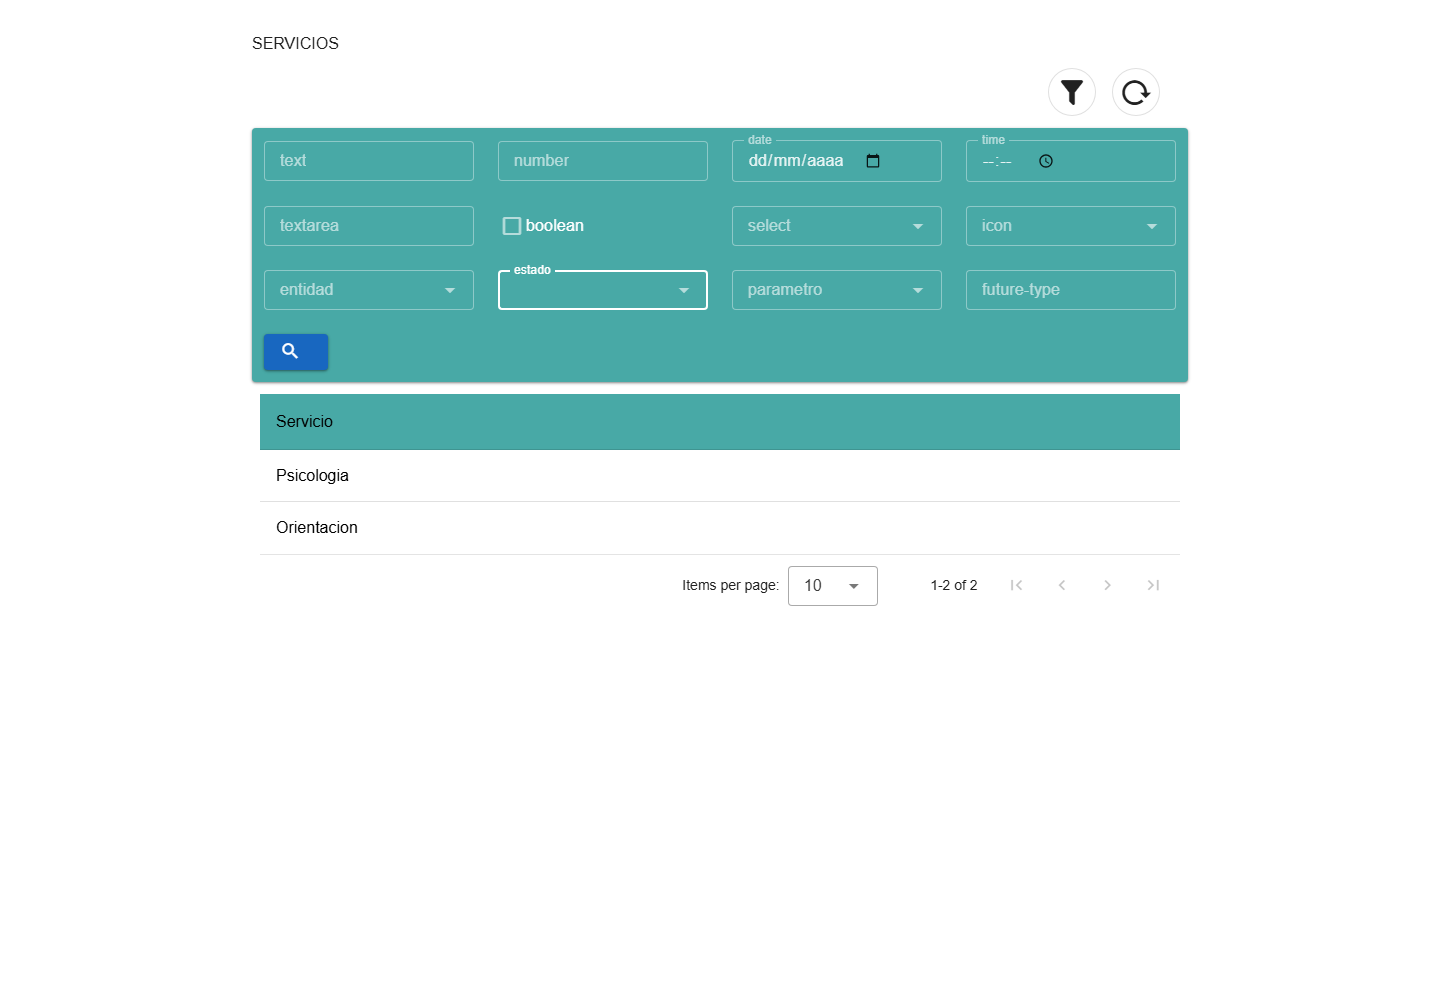 SERVICIOS
text number date dd/mm/aaaa time --:--
textarea boolean select icon
entidad estado parametro future-type
Servicio
Psicologia
Orientacion
Items per page: 10 1-2 of 2